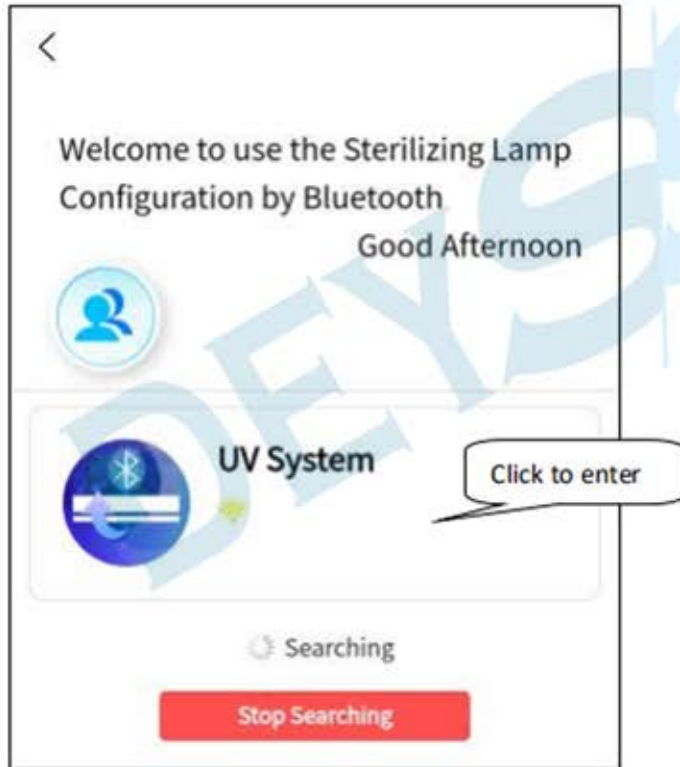 Welcome to use the Sterilizing Lamp
Configuration by Bluetooth
Good Afternoon
UV System
Click to enter
Searching
Stop Searching
DEYS